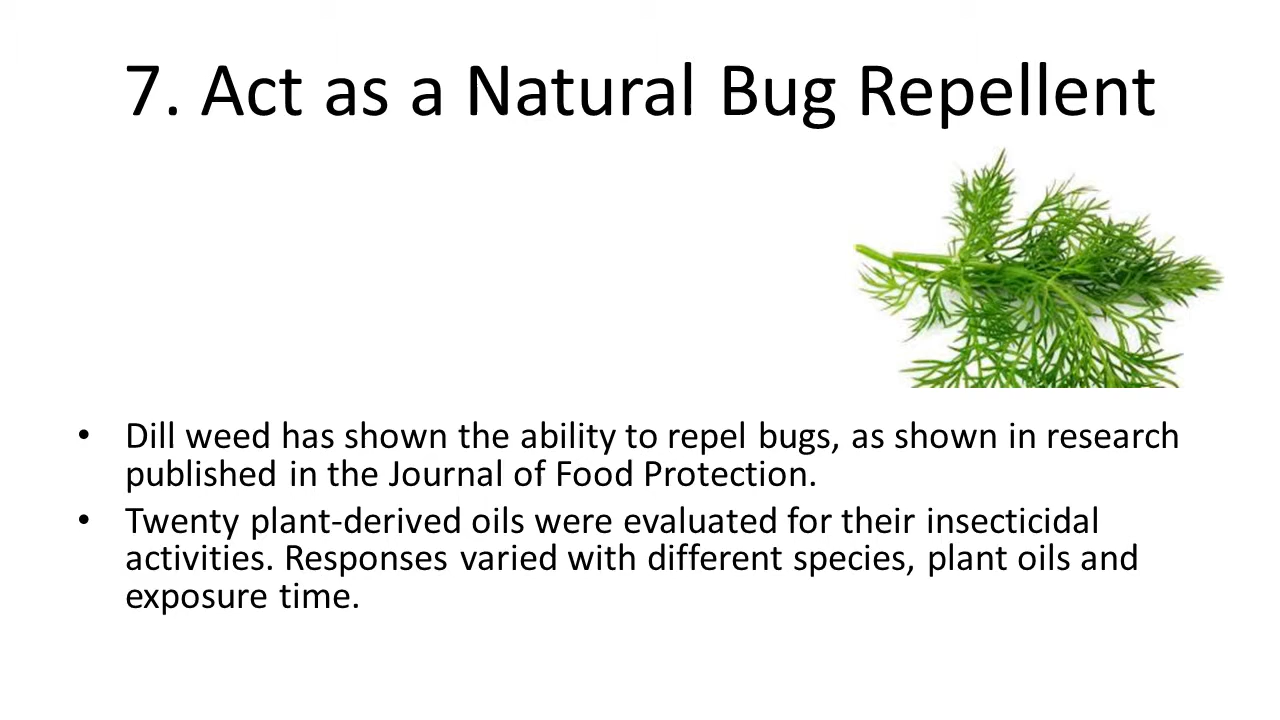 7. Act as a Natural Bug Repellent
• Dill weed has shown the ability to repel bugs, as shown in research
published in the Journal of Food Protection.
• Twenty plant-derived oils were evaluated for their insecticidal
activities. Responses varied with different species, plant oils and
exposure time.